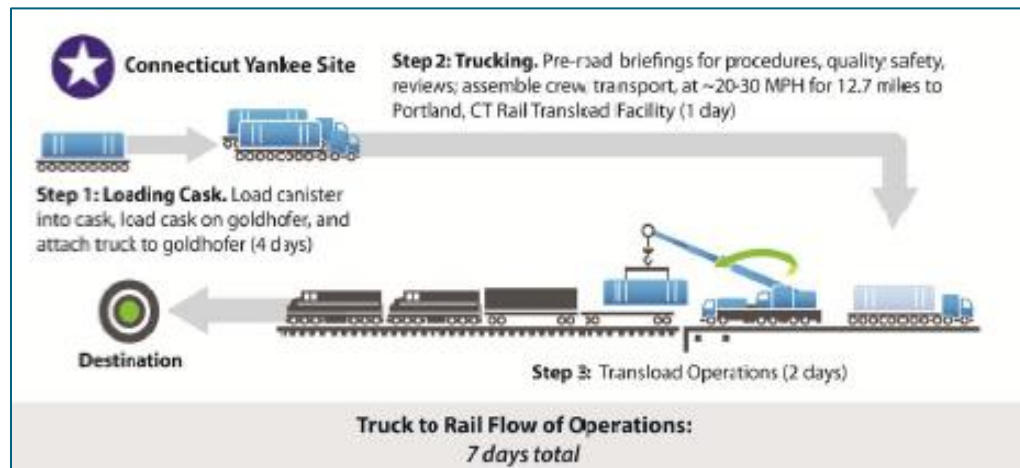 Connecticut Yankee Site
Step 2: Trucking. Pre-road briefings for procedures, quality safety,
reviews; assemble crew, transport, at ~20-30 MPH for 12.7 miles to
Portland, CT Rail Transload Facility (1 day)
Step 1: Loading Cask. Load canister
into cask, load cask on goldhofer, and
attach truck to goldhofer (4 days)
Destination
Step 3: Transload Operations (2 days)
Truck to Rail Flow of Operations:
7 days total